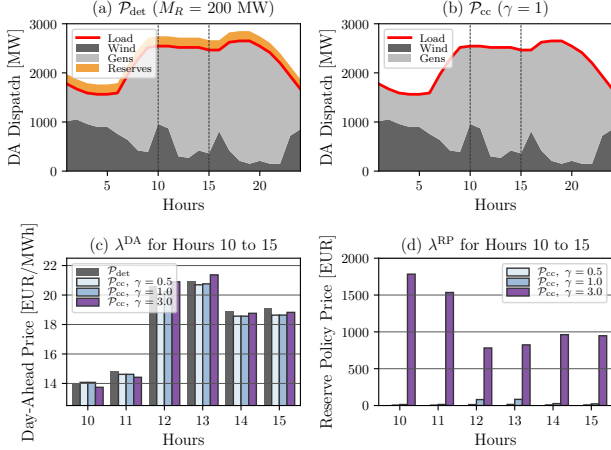 (a) 𝒫det (M_R = 200 MW)
DA Dispatch [MW]
3000
2000
1000
0
Load
Wind
Gens
Reserves
5 10 15 20
Hours
(b) 𝒫cc (γ = 1)
DA Dispatch [MW]
3000
2000
1000
0
Load
Wind
Gens
5 10 15 20
Hours
(c) λ^DA for Hours 10 to 15
Day-Ahead Price [EUR/MWh]
22
20
18
16
14
𝒫det
𝒫cc, γ = 0.5
𝒫cc, γ = 1.0
𝒫cc, γ = 3.0
10 11 12 13 14 15
Hours
(d) λ^RP for Hours 10 to 15
Reserve Policy Price [EUR]
2000
1500
1000
500
0
𝒫cc, γ = 0.5
𝒫cc, γ = 1.0
𝒫cc, γ = 3.0
10 11 12 13 14 15
Hours